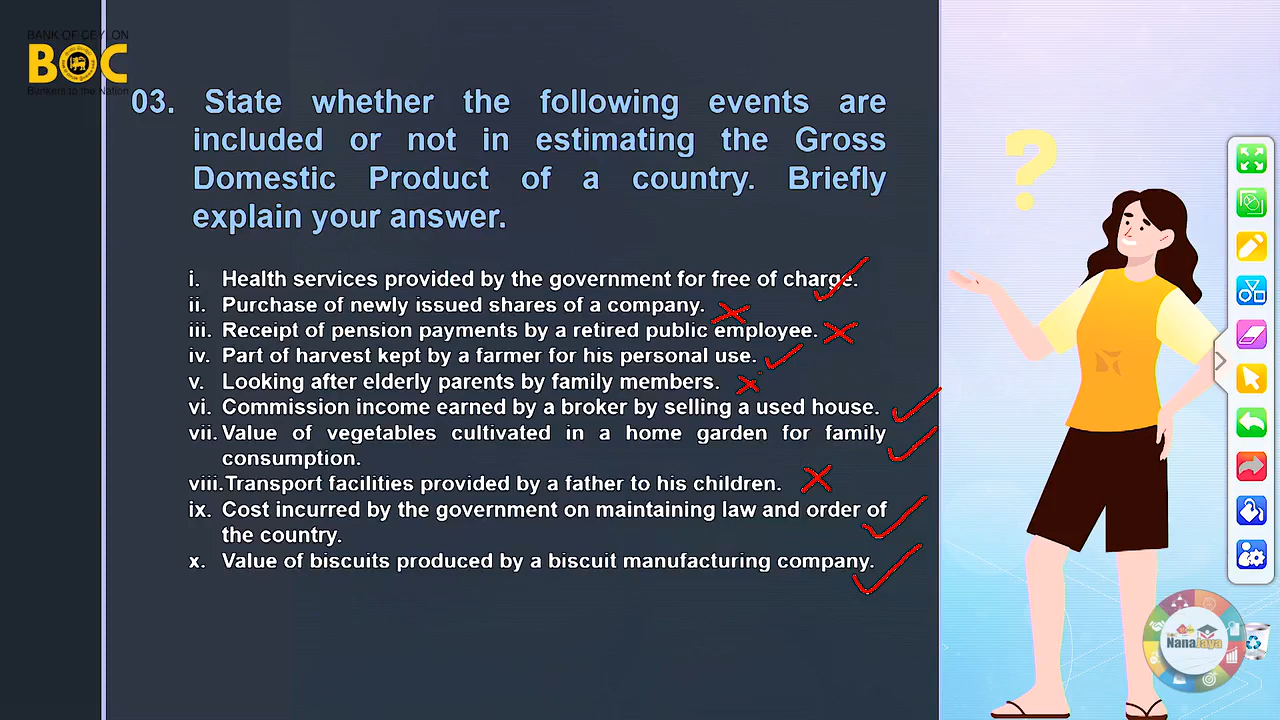 BANK OF CEYLON
BOC
Bankers to the Nation
03. State whether the following events are
included or not in estimating the Gross
Domestic Product of a country. Briefly
explain your answer.
i. Health services provided by the government for free of charge.
ii. Purchase of newly issued shares of a company.
iii. Receipt of pension payments by a retired public employee.
iv. Part of harvest kept by a farmer for his personal use.
v. Looking after elderly parents by family members.
vi. Commission income earned by a broker by selling a used house.
vii. Value of vegetables cultivated in a home garden for family
consumption.
viii. Transport facilities provided by a father to his children.
ix. Cost incurred by the government on maintaining law and order of
the country.
x. Value of biscuits produced by a biscuit manufacturing company.
?
NanaJaya